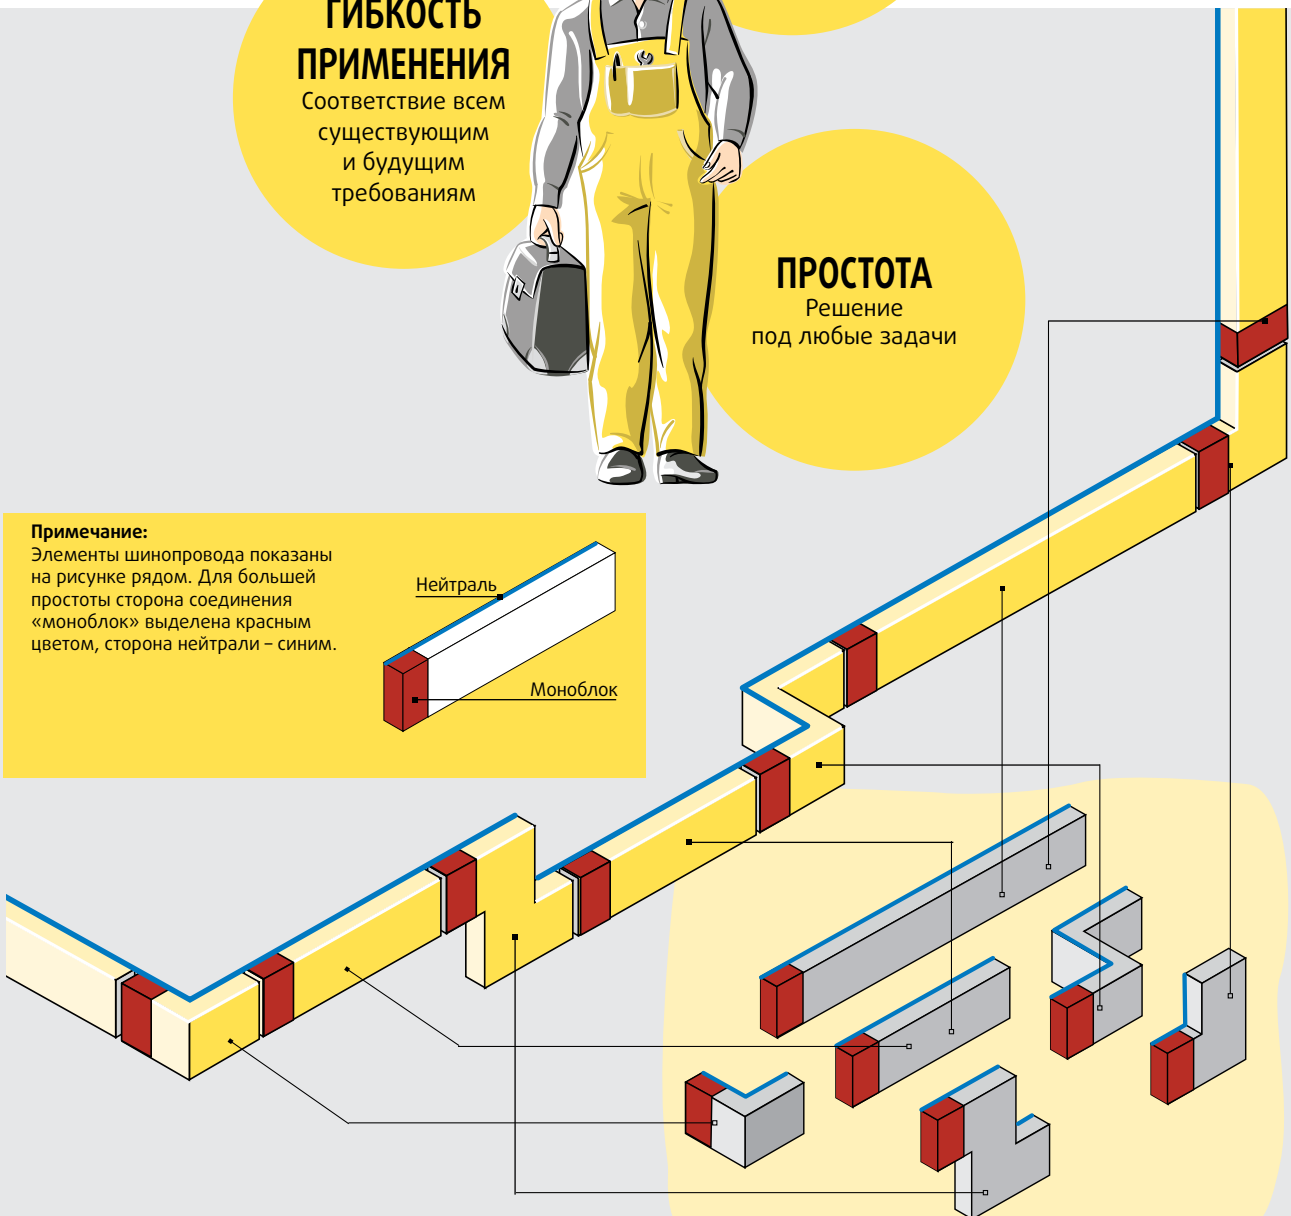 ГИБКОСТЬ
ПРИМЕНЕНИЯ
Соответствие всем
существующим
и будущим
требованиям
ПРОСТОТА
Решение
под любые задачи
Примечание:
Элементы шинопровода показаны
на рисунке рядом. Для большей
простоты сторона соединения
«моноблок» выделена красным
цветом, сторона нейтрали – синим.
Нейтраль
Моноблок